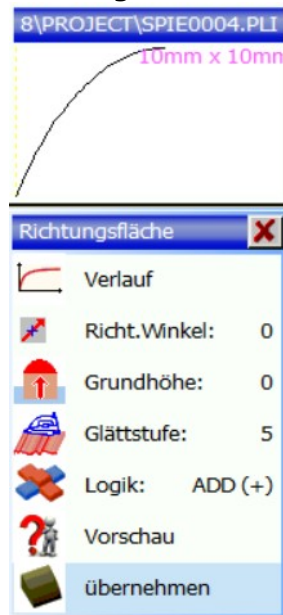 8\PROJECT\SPIE0004.PLI
10mm x 10mm
Richtungsfläche
Verlauf
Richt.Winkel: 0
Grundhöhe: 0
Glättstufe: 5
Logik: ADD (+)
Vorschau
übernehmen